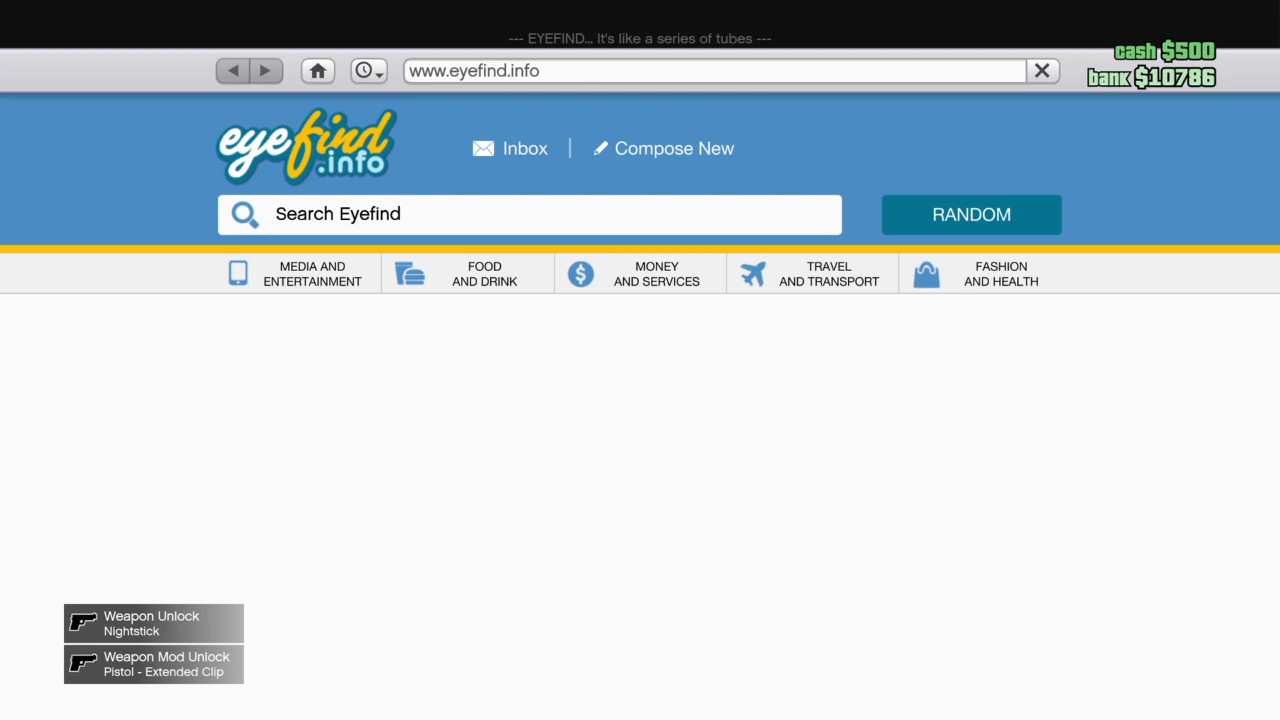 --- EYEFIND... It's like a series of tubes ---
cash $500
www.eyefind.info
bank $10786
eyefind
.info
Inbox
Compose New
Search Eyefind
RANDOM
MEDIA AND
ENTERTAINMENT
FOOD
AND DRINK
MONEY
AND SERVICES
TRAVEL
AND TRANSPORT
FASHION
AND HEALTH
Weapon Unlock
Nightstick
Weapon Mod Unlock
Pistol - Extended Clip